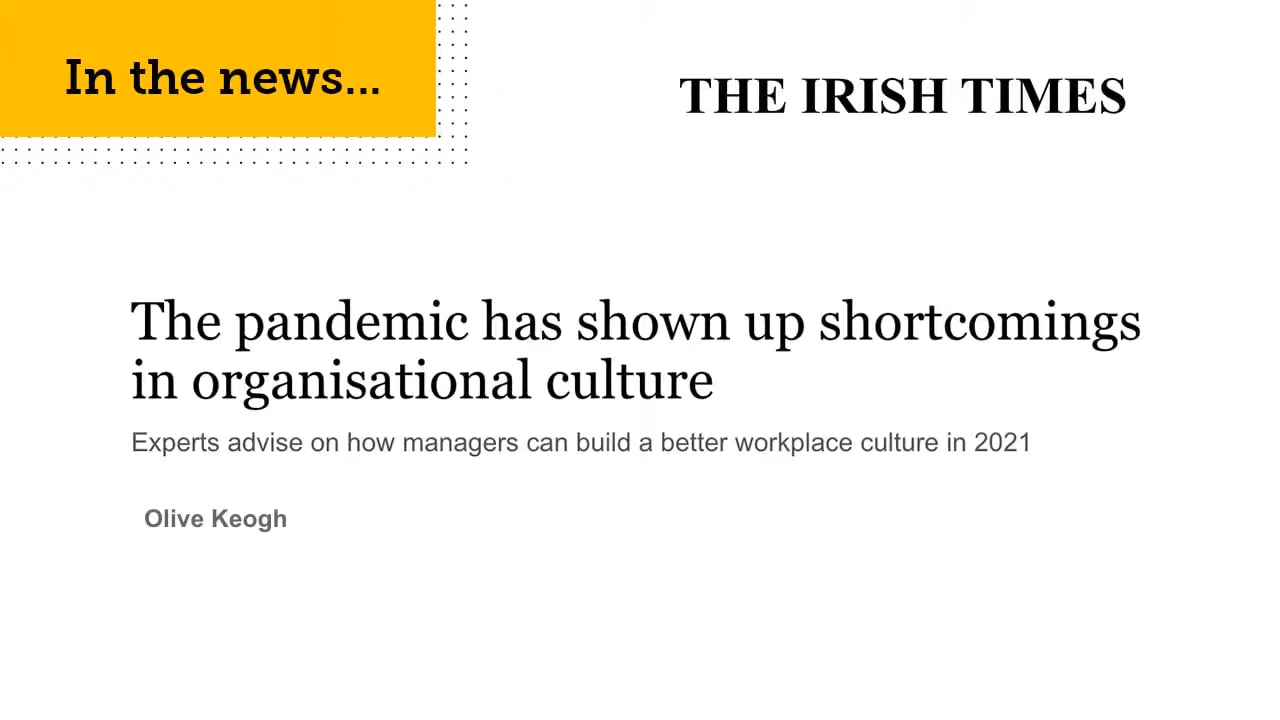 In the news...
THE IRISH TIMES
The pandemic has shown up shortcomings
in organisational culture
Experts advise on how managers can build a better workplace culture in 2021
Olive Keogh